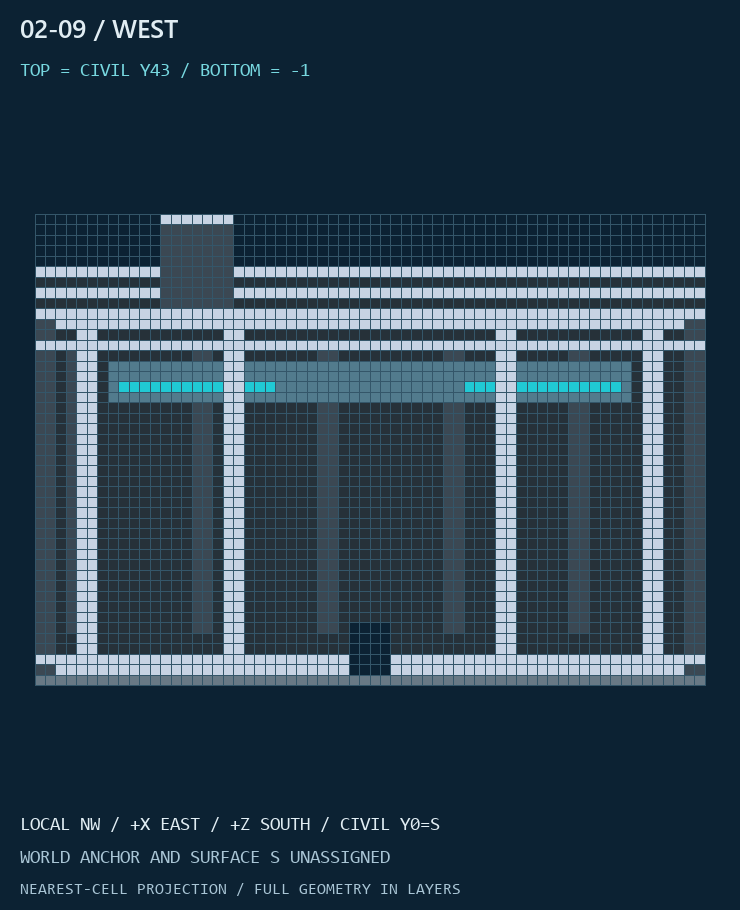 02-09 / WEST
TOP = CIVIL Y43 / BOTTOM = -1
LOCAL NW / +X EAST / +Z SOUTH / CIVIL Y0=S
WORLD ANCHOR AND SURFACE S UNASSIGNED
NEAREST-CELL PROJECTION / FULL GEOMETRY IN LAYERS